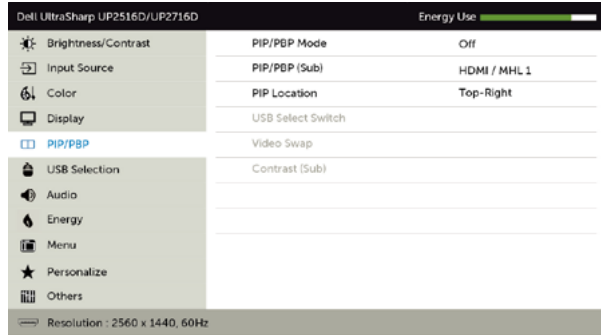 Dell UltraSharp UP2516D/UP2716D Energy Use
Brightness/Contrast PIP/PBP Mode Off
Input Source PIP/PBP (Sub) HDMI / MHL 1
Color PIP Location Top-Right
Display USB Select Switch
PIP/PBP Video Swap
USB Selection Contrast (Sub)
Audio
Energy
Menu
Personalize
Others
Resolution : 2560 x 1440, 60Hz